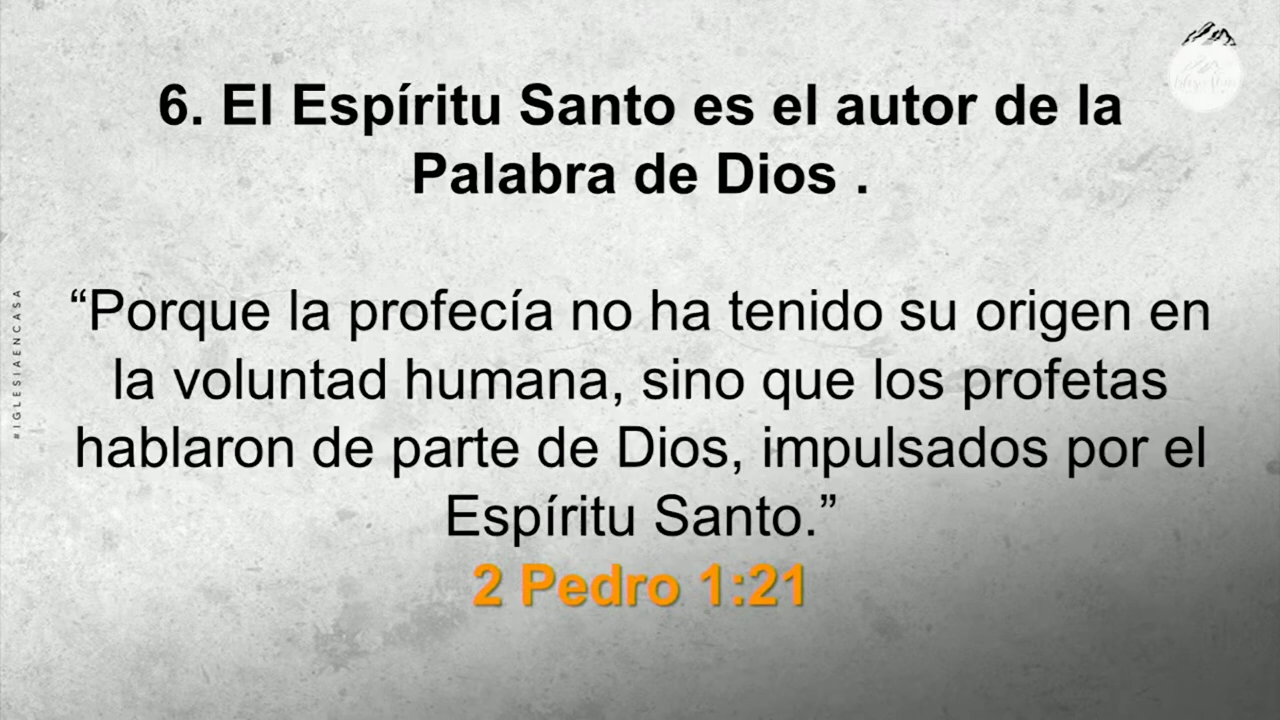 6. El Espíritu Santo es el autor de la
Palabra de Dios .
“Porque la profecía no ha tenido su origen en
la voluntad humana, sino que los profetas
hablaron de parte de Dios, impulsados por el
Espíritu Santo.”
2 Pedro 1:21
#IGLESIAENCASA